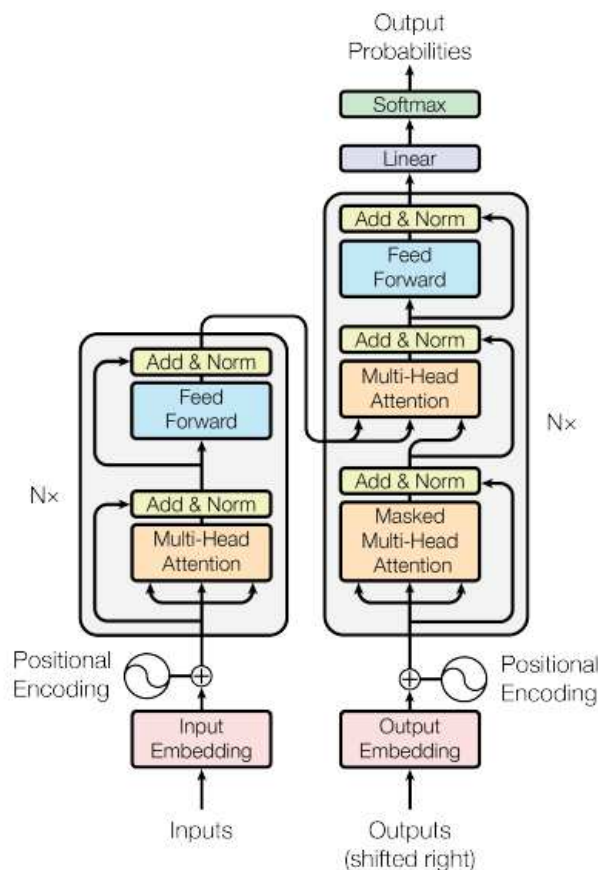 Output
Probabilities
Softmax
Linear
Add & Norm
Feed
Forward
Add & Norm
Multi-Head
Attention
Add & Norm
Masked
Multi-Head
Attention
Nx
Add & Norm
Feed
Forward
Add & Norm
Multi-Head
Attention
Nx
Positional
Encoding
Positional
Encoding
Input
Embedding
Output
Embedding
Inputs
Outputs
(shifted right)